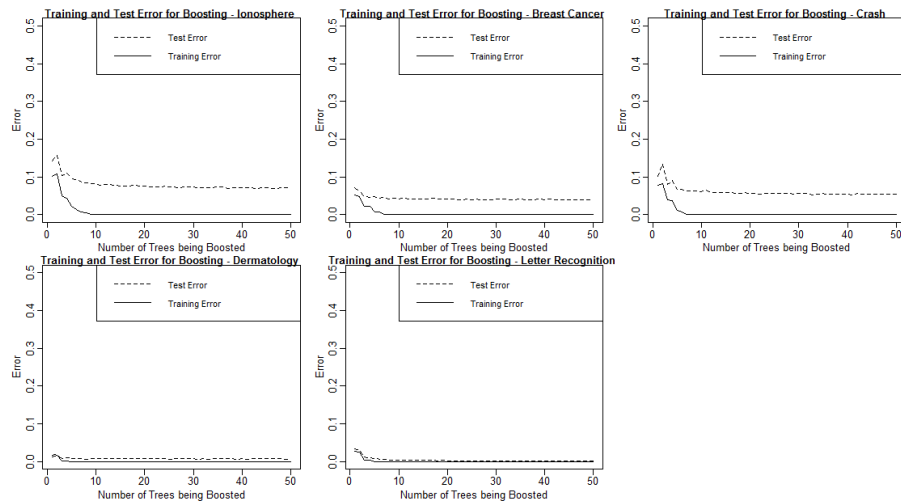 Training and Test Error for Boosting - Ionosphere
Test Error
Training Error
Error
0.0 0.1 0.2 0.3 0.4 0.5
0 10 20 30 40 50
Number of Trees being Boosted
Training and Test Error for Boosting - Breast Cancer
Test Error
Training Error
Error
0.0 0.1 0.2 0.3 0.4 0.5
0 10 20 30 40 50
Number of Trees being Boosted
Training and Test Error for Boosting - Crash
Test Error
Training Error
Error
0.0 0.1 0.2 0.3 0.4 0.5
0 10 20 30 40 50
Number of Trees being Boosted
Training and Test Error for Boosting - Dermatology
Test Error
Training Error
Error
0.0 0.1 0.2 0.3 0.4 0.5
0 10 20 30 40 50
Number of Trees being Boosted
Training and Test Error for Boosting - Letter Recognition
Test Error
Training Error
Error
0.0 0.1 0.2 0.3 0.4 0.5
0 10 20 30 40 50
Number of Trees being Boosted